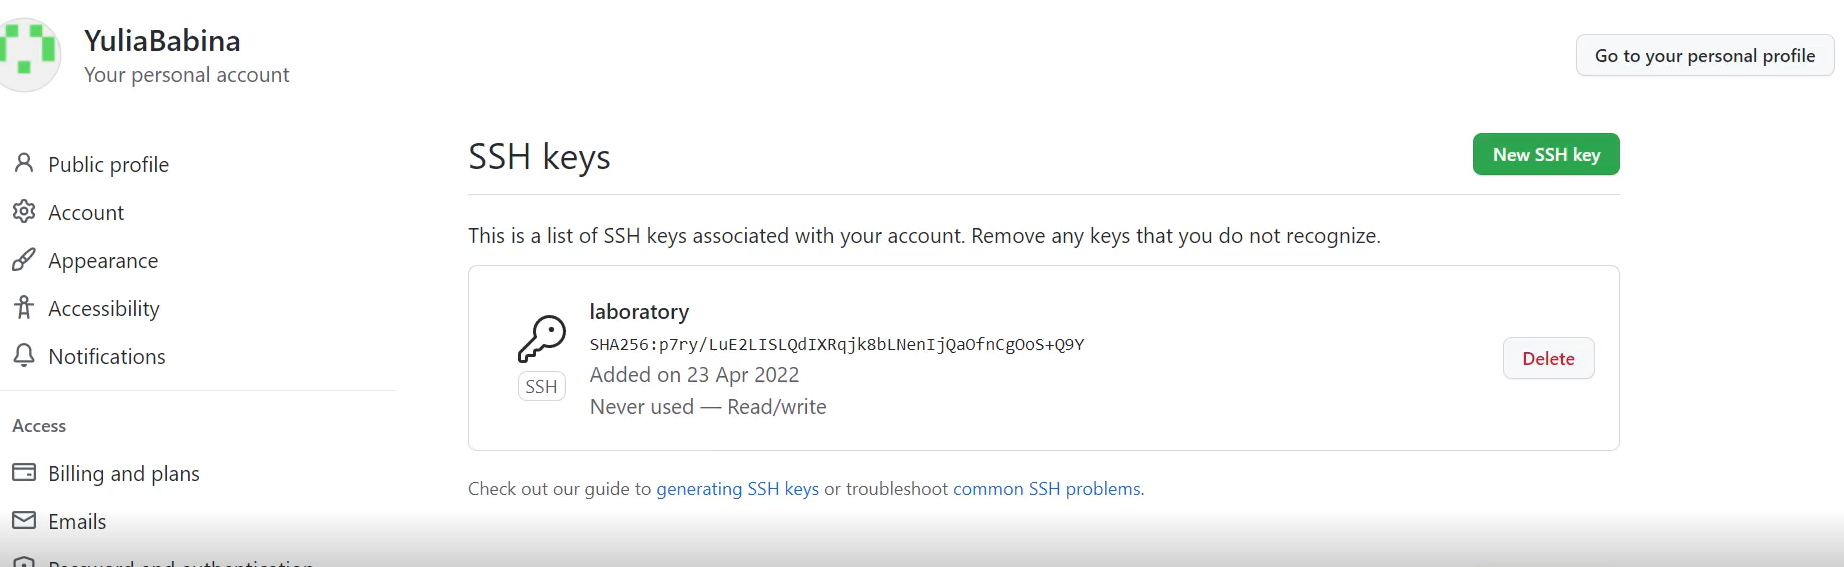 YuliaBabina
Your personal account
Go to your personal profile
Public profile
Account
Appearance
Accessibility
Notifications
Access
Billing and plans
Emails
Password and authentication
SSH keys
New SSH key
This is a list of SSH keys associated with your account. Remove any keys that you do not recognize.
laboratory
SHA256:p7ry/LuE2LISLQdIXRqjk8bLNenIjQaOfnCgOoS+Q9Y
Added on 23 Apr 2022
Never used — Read/write
SSH
Delete
Check out our guide to generating SSH keys or troubleshoot common SSH problems.